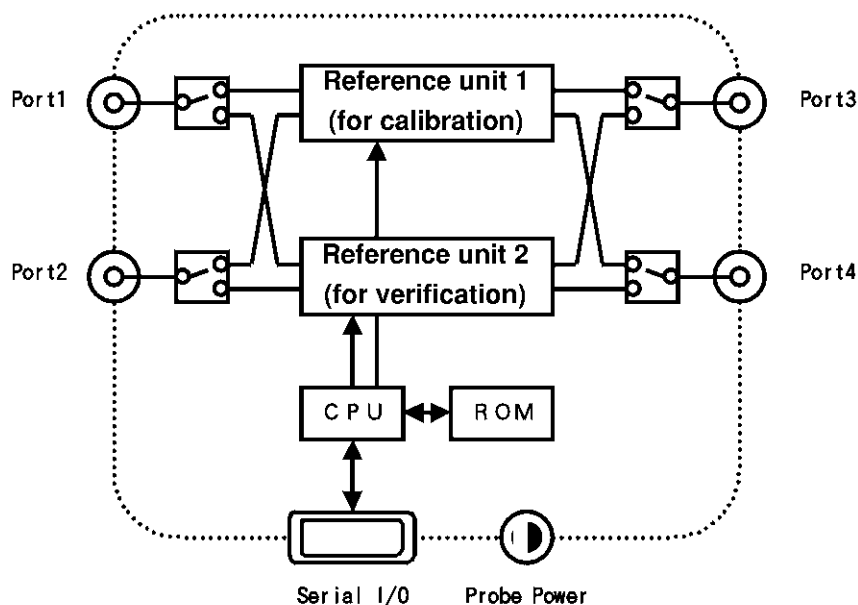 Port1
Reference unit 1
(for calibration)
Port3
Port2
Reference unit 2
(for verification)
Port4
CPU
ROM
Serial I/O
Probe Power